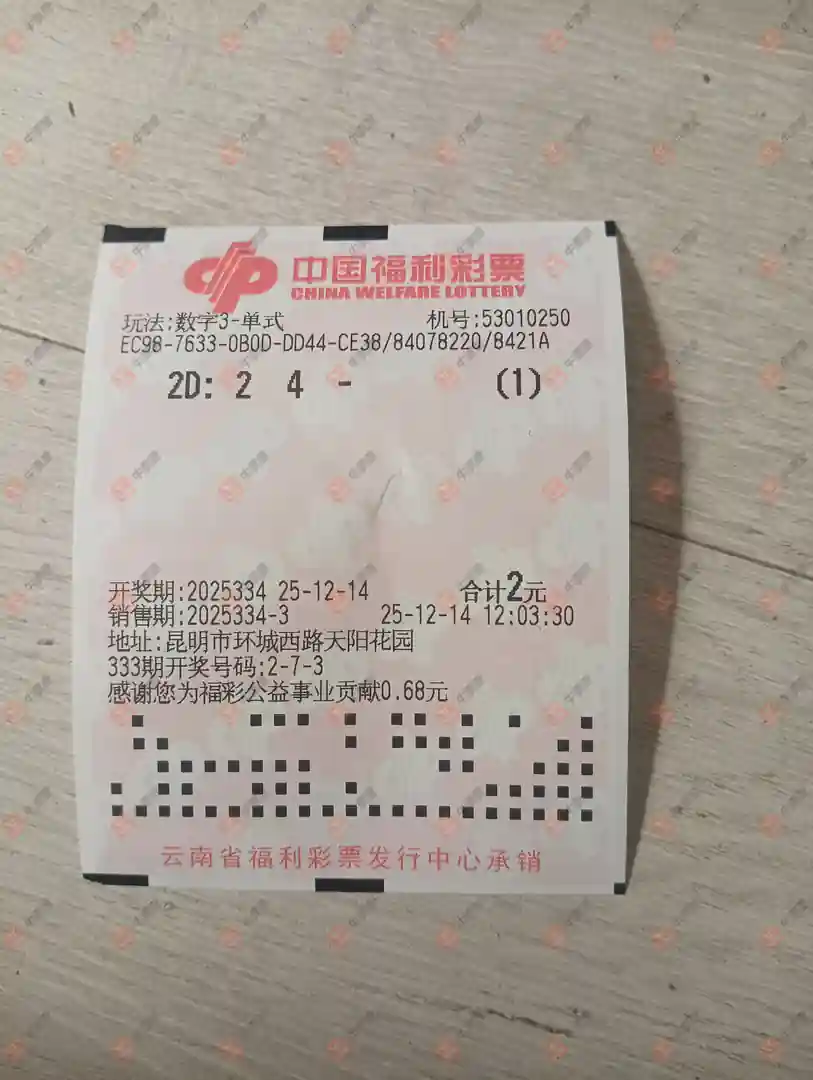 中国福利彩票
CHINA WELFARE LOTTERY
玩法:数字3-单式 机号:53010250
EC98-7633-0B0D-DD44-CE38/84078220/8421A
2D: 2 4 - (1)
开奖期:2025334 25-12-14 合计2元
销售期:2025334-3 25-12-14 12:03:30
地址:昆明市环城西路天阳花园
333期开奖号码:2-7-3
感谢您为福彩公益事业贡献0.68元
云南省福利彩票发行中心承销